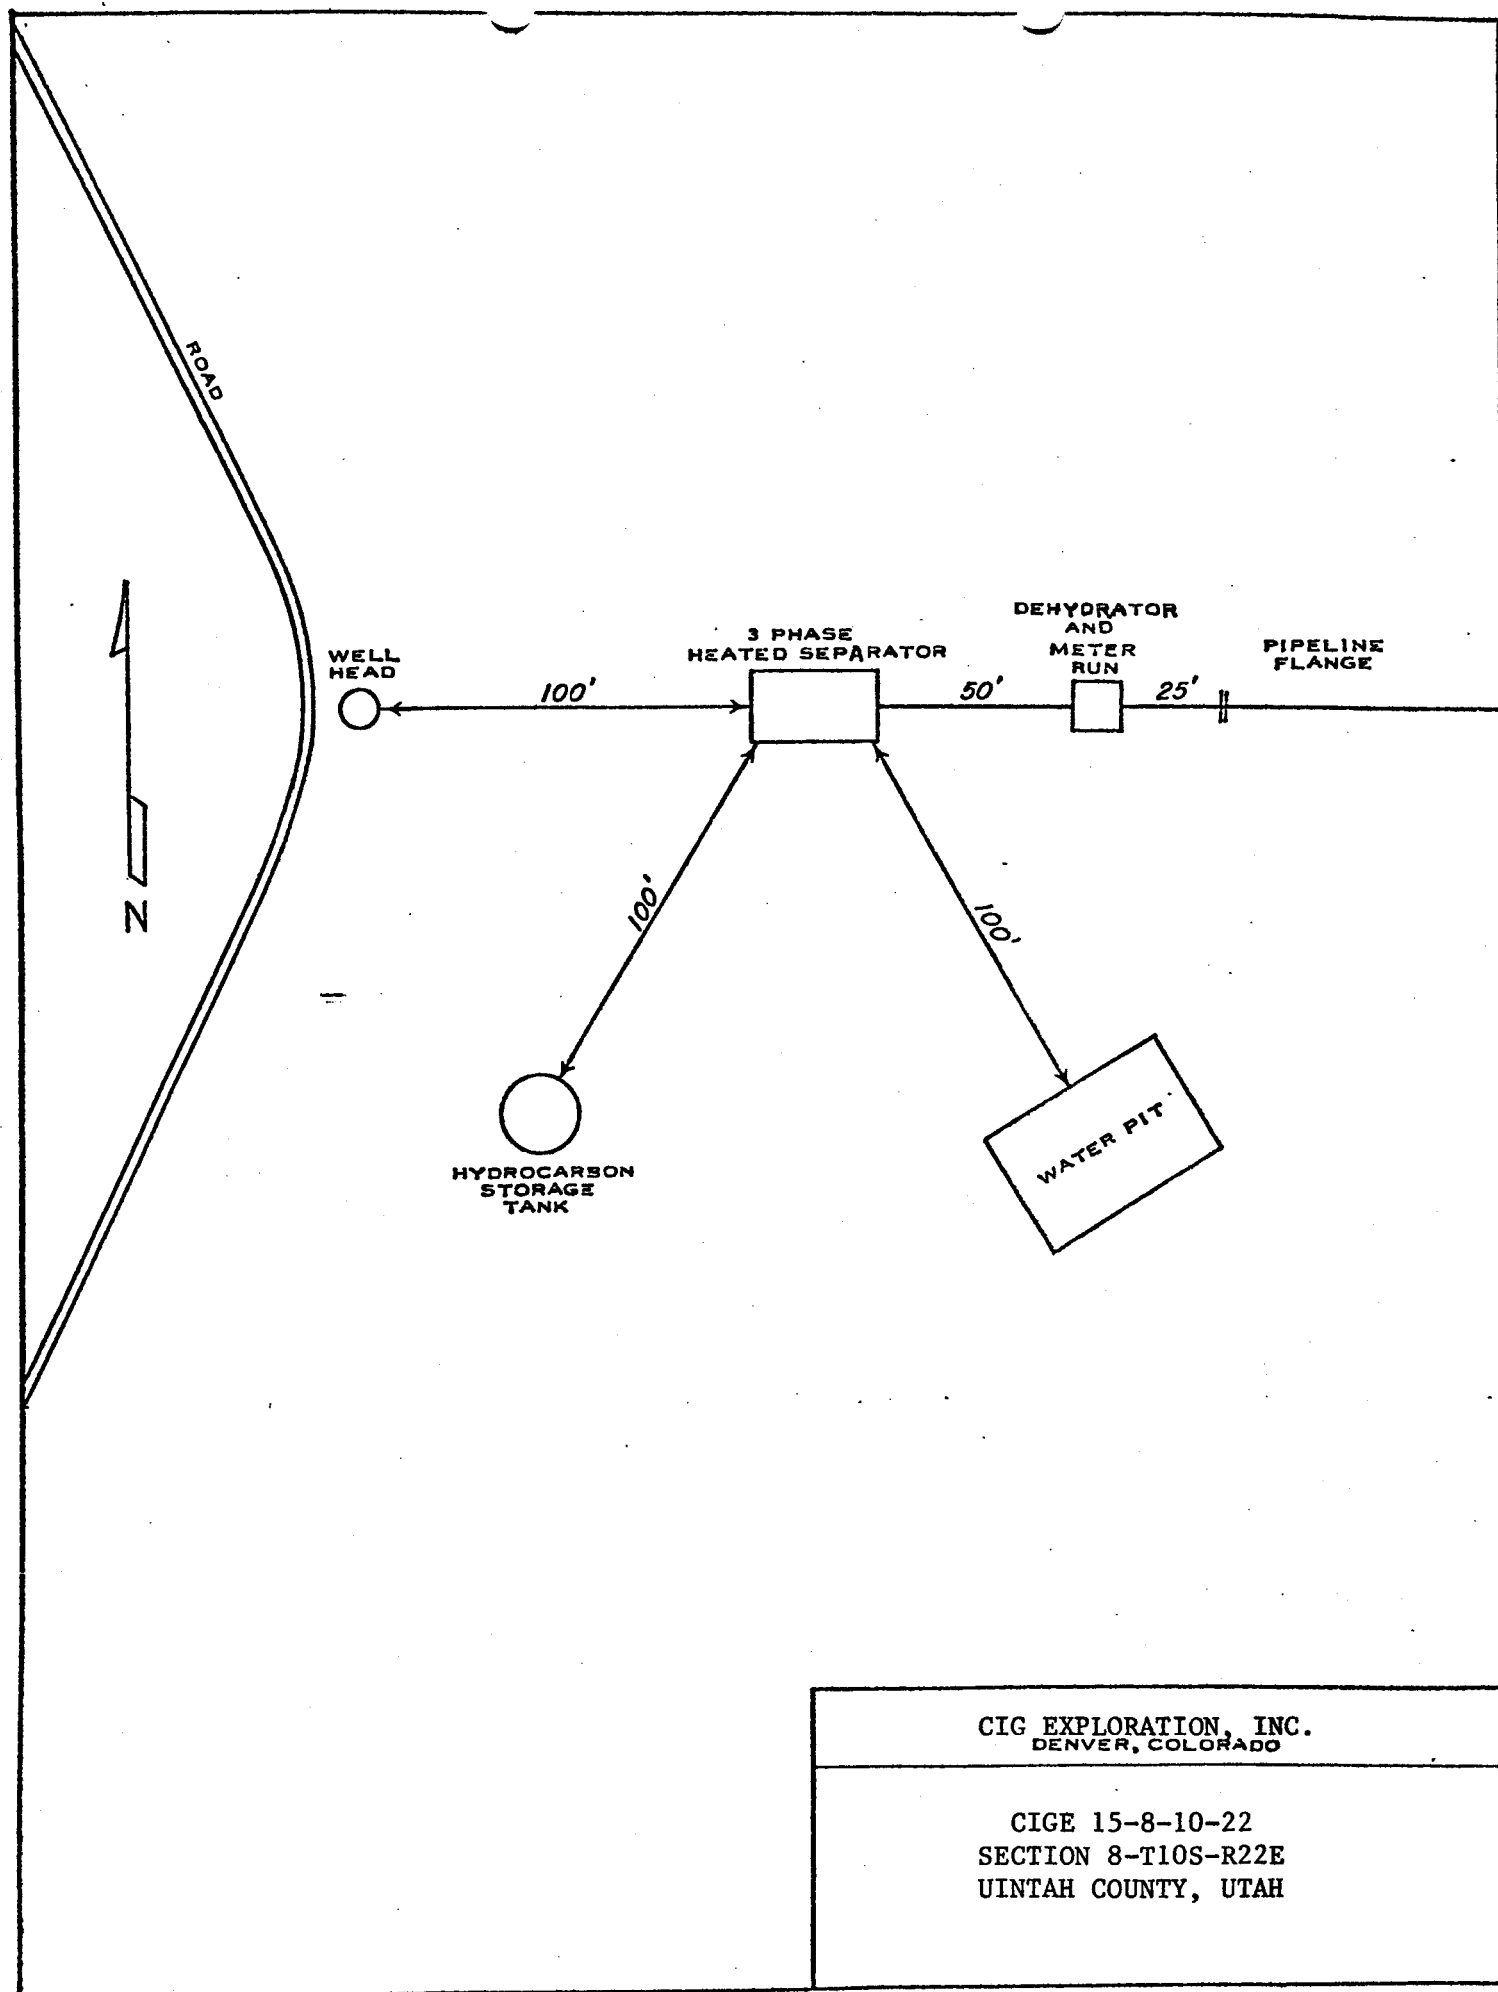 ROAD
WELL
HEAD
100'
3 PHASE
HEATED SEPARATOR
50'
DEHYDRATOR
AND
METER
RUN
25'
PIPELINE
FLANGE
N
100'
100'
HYDROCARBON
STORAGE
TANK
WATER PIT
CIG EXPLORATION, INC.
DENVER, COLORADO
CIGE 15-8-10-22
SECTION 8-T10S-R22E
UINTAH COUNTY, UTAH